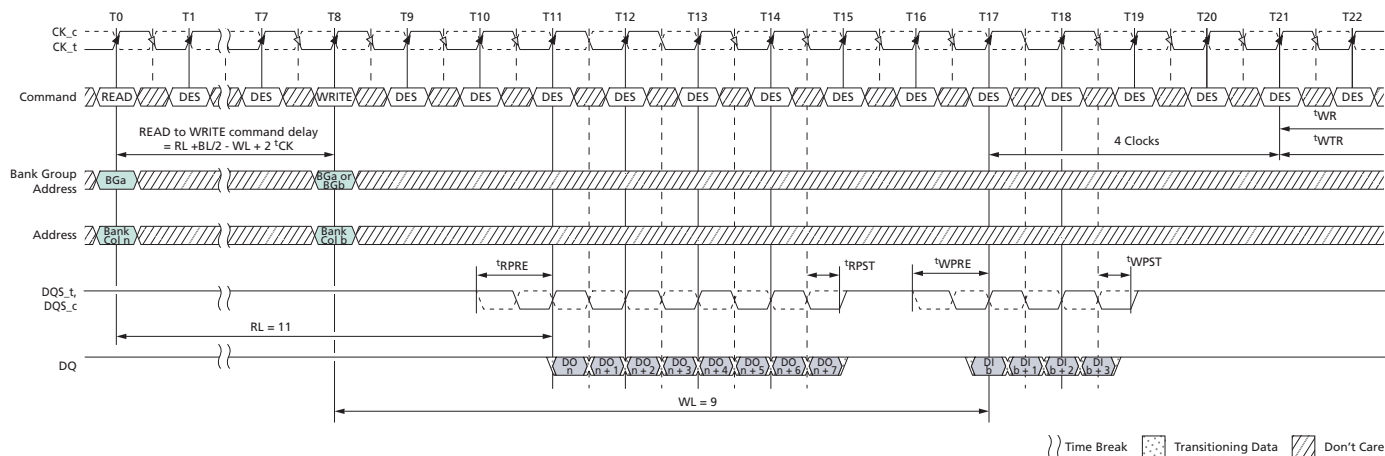 T0 T1 T7 T8 T9 T10 T11 T12 T13 T14 T15 T16 T17 T18 T19 T20 T21 T22
CK_c
CK_t
Command READ DES DES WRITE DES DES DES DES DES DES DES DES DES DES DES DES DES DES
tWR
READ to WRITE command delay
= RL +BL/2 - WL + 2 tCK
4 Clocks
tWTR
Bank Group
Address
BGa
BGa or
BGb
Address
Bank
Col n
Bank
Col b
tRPRE tRPST tWPRE tWPST
DQS_t,
DQS_c
RL = 11
DQ
DO
n
DO
n + 1
DO
n + 2
DO
n + 3
DO
n + 4
DO
n + 5
DO
n + 6
DO
n + 7
DI
b
DI
b + 1
DI
b + 2
DI
b + 3
WL = 9
Time Break Transitioning Data Don't Care